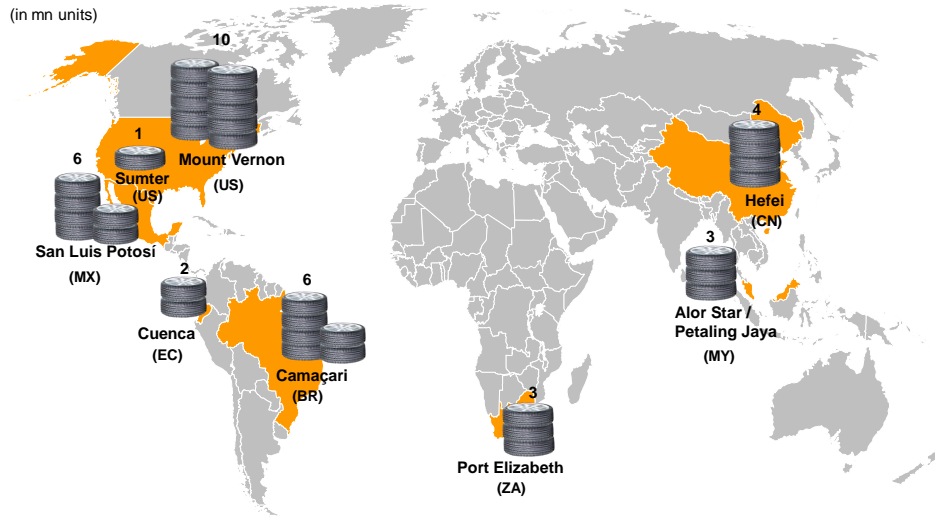 (in mn units)
10
Mount Vernon
(US)
1
Sumter
(US)
6
San Luis Potosí
(MX)
2
Cuenca
(EC)
6
Camaçari
(BR)
3
Port Elizabeth
(ZA)
4
Hefei
(CN)
3
Alor Star /
Petaling Jaya
(MY)